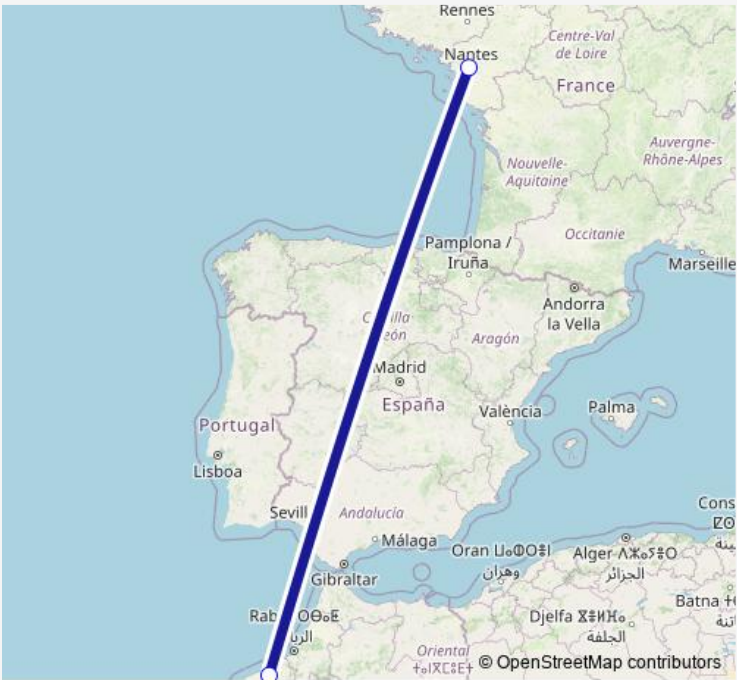 Rennes
Nantes
Centre-Val
de Loire
France
Auvergne-
Rhône-Alpes
Nouvelle-
Aquitaine
Occitanie
Pamplona /
Iruña
Marseille
Andorra
la Vella
Aragón
Madrid
España
València
Palma
Portugal
Lisboa
Sevill
Andalucía
Málaga
Gibraltar
Oran
وهران
Alger
الجزائر
Cons
Batna
Djelfa
الجلفة
Oriental
© OpenStreetMap contributors